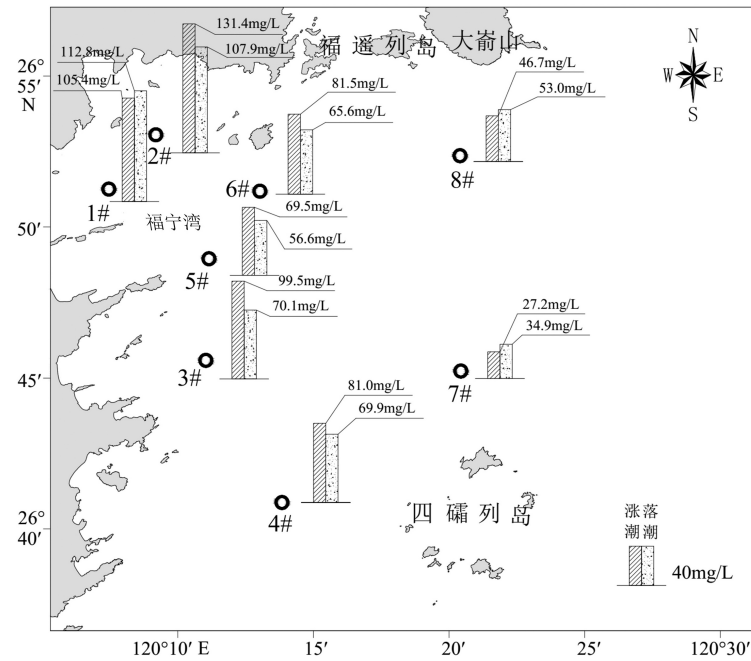 131.4mg/L
福 瑶 列 岛
大嵛山
N
W E
S
112.8mg/L
107.9mg/L
105.4mg/L
26°
55′
N
46.7mg/L
53.0mg/L
81.5mg/L
65.6mg/L
2#
8#
6#
1#
福宁湾
69.5mg/L
50′
56.6mg/L
5#
99.5mg/L
70.1mg/L
27.2mg/L
34.9mg/L
3#
45′
7#
81.0mg/L
69.9mg/L
4#
四 礵 列 岛
涨 落
潮 潮
26°
40′
40mg/L
120°10′ E
15′
20′
25′
120°30′